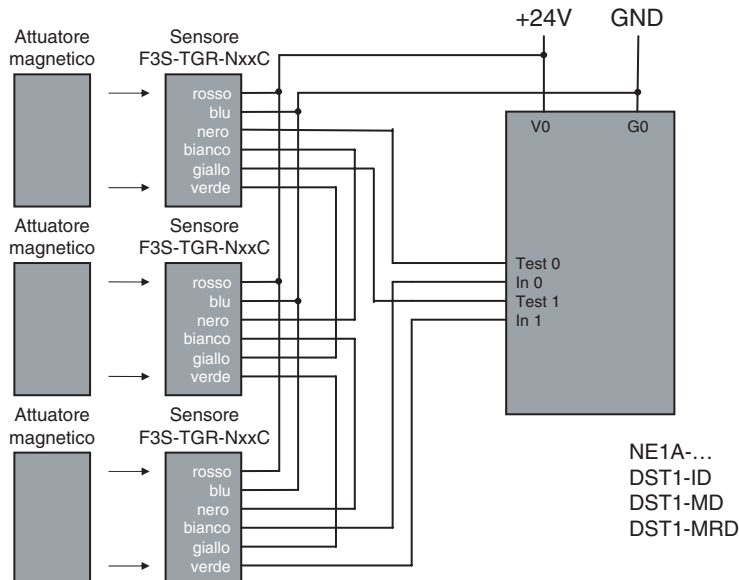 +24V GND
Attuatore
magnetico
Sensore
F3S-TGR-NxxC
rosso
blu
nero
bianco
giallo
verde
V0 G0
Attuatore
magnetico
Sensore
F3S-TGR-NxxC
rosso
blu
nero
bianco
giallo
verde
Test 0
In 0
Test 1
In 1
Attuatore
magnetico
Sensore
F3S-TGR-NxxC
rosso
blu
nero
bianco
giallo
verde
NE1A-…
DST1-ID
DST1-MD
DST1-MRD